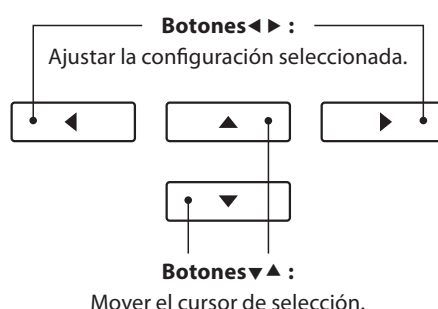 Botones◀ ▶ :
Ajustar la configuración seleccionada.
Botones▼▲ :
Mover el cursor de selección.